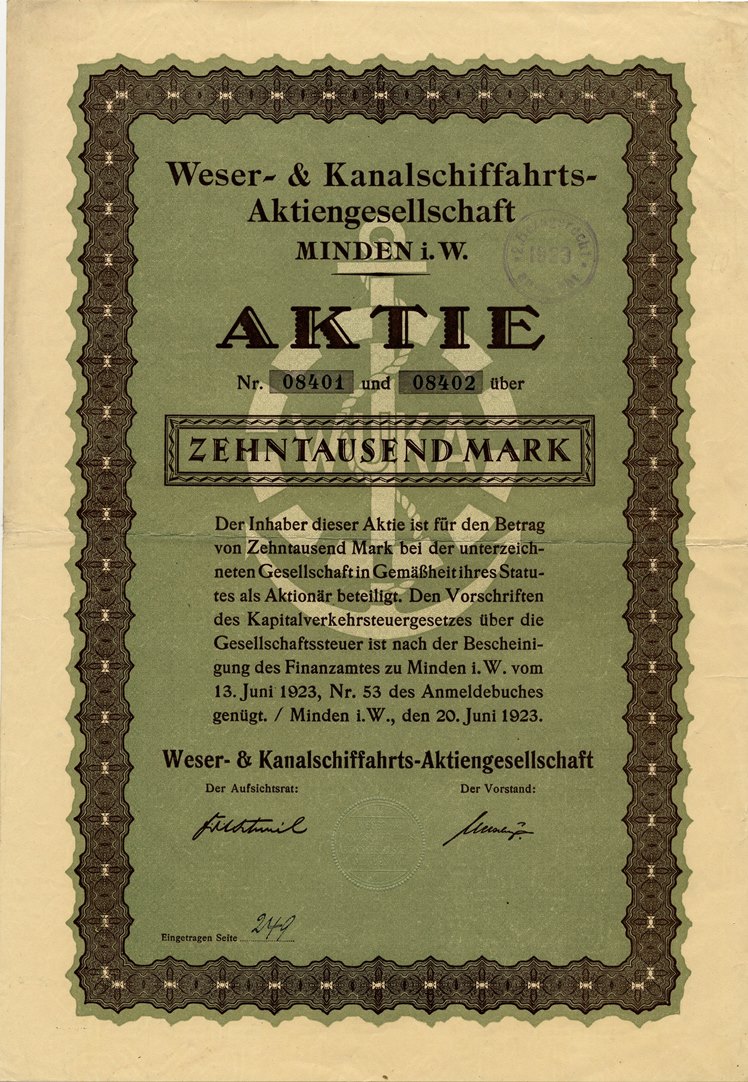 Weser- & Kanalschiffahrts-
Aktiengesellschaft
MINDEN i. W.
1923
AKTIE
Nr. 08401 und 08402 über
WUKA
ZEHNTAUSEND MARK
Der Inhaber dieser Aktie ist für den Betrag
von Zehntausend Mark bei der unterzeich-
neten Gesellschaft in Gemäßheit ihres Statu-
tes als Aktionär beteiligt. Den Vorschriften
des Kapitalverkehrsteuergesetzes über die
Gesellschaftssteuer ist nach der Bescheini-
gung des Finanzamtes zu Minden i. W. vom
13. Juni 1923, Nr. 53 des Anmeldebuches
genügt. / Minden i. W., den 20. Juni 1923.
Weser- & Kanalschiffahrts-Aktiengesellschaft
Der Aufsichtsrat: Der Vorstand:
Eingetragen Seite 249